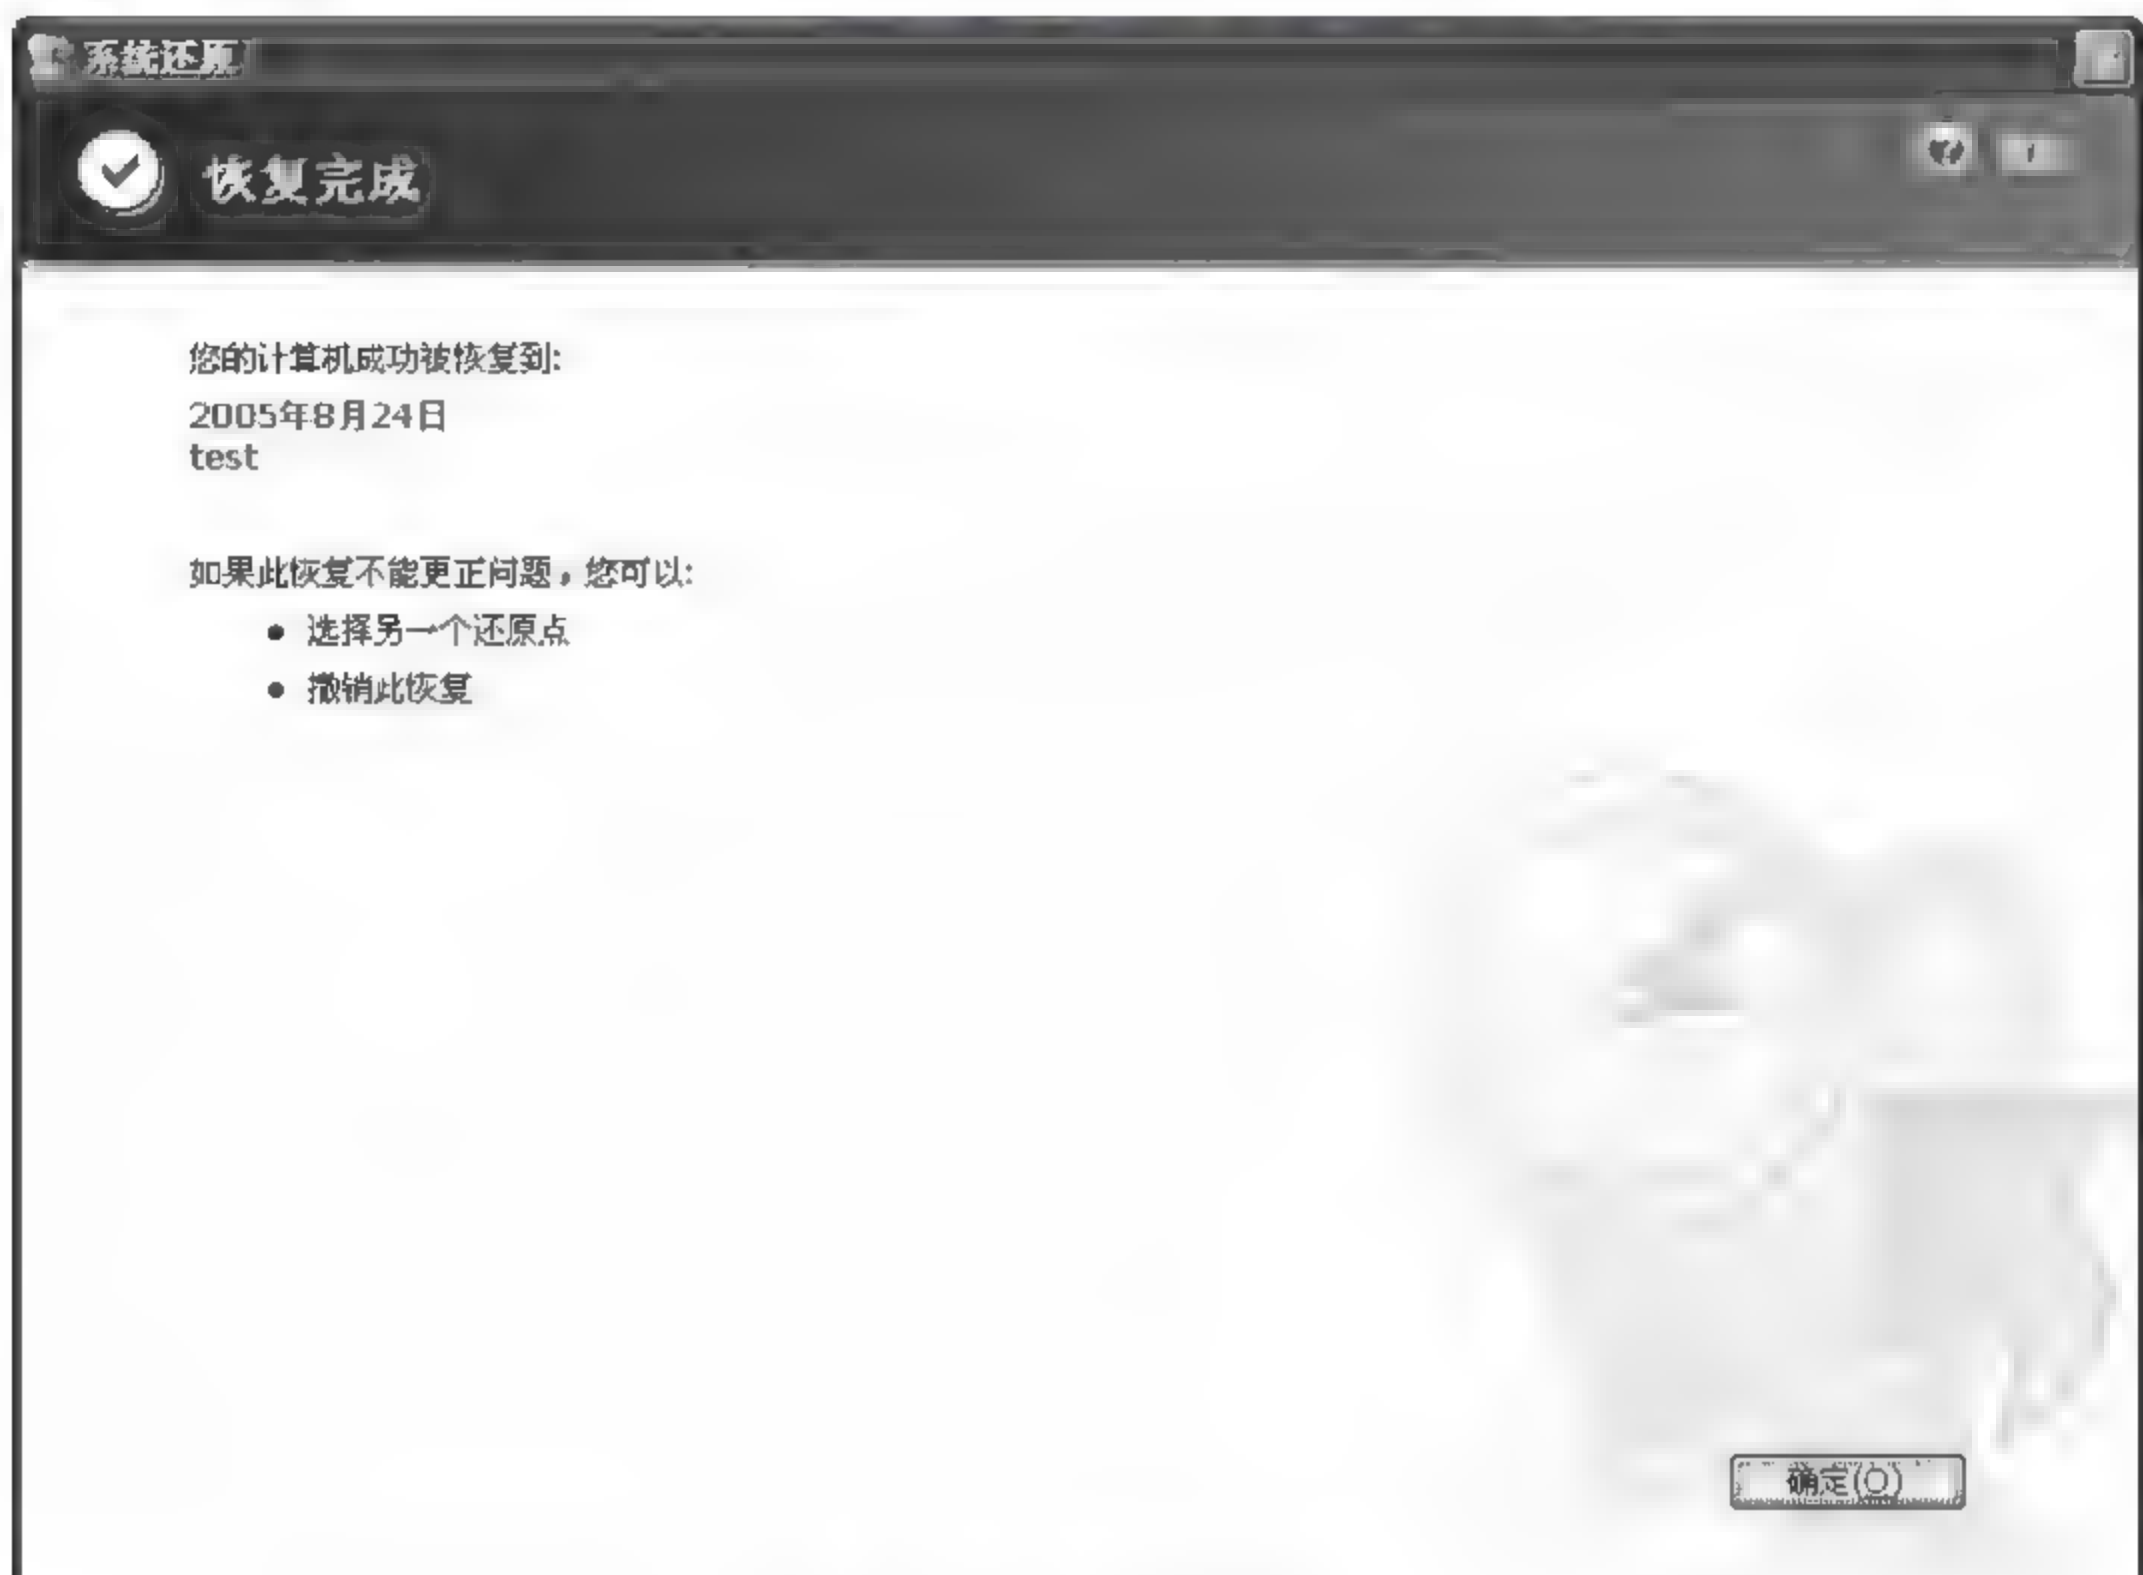 系统还原
恢复完成
您的计算机成功被恢复到:
2005年8月24日
test
如果此恢复不能更正问题，您可以:
● 选择另一个还原点
● 撤销此恢复
确定(O)